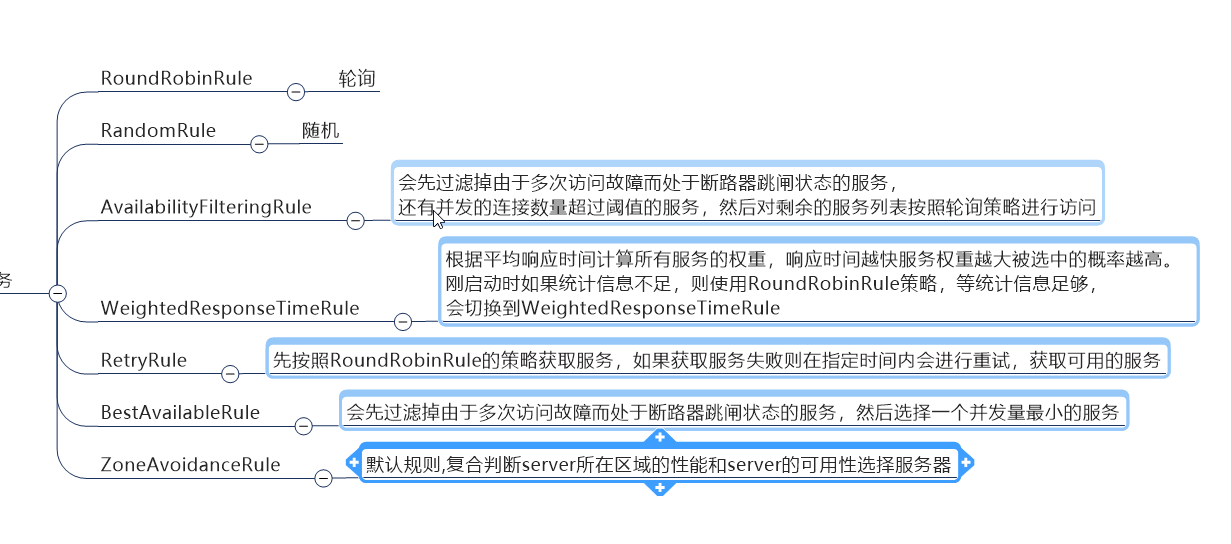 RoundRobinRule 轮询
RandomRule 随机
会先过滤掉由于多次访问故障而处于断路器跳闸状态的服务，
AvailabilityFilteringRule 还有并发的连接数量超过阈值的服务，然后对剩余的服务列表按照轮询策略进行访问
根据平均响应时间计算所有服务的权重，响应时间越快服务权重越大被选中的概率越高。
务 刚启动时如果统计信息不足，则使用RoundRobinRule策略，等统计信息足够，
WeightedResponseTimeRule 会切换到WeightedResponseTimeRule
RetryRule 先按照RoundRobinRule的策略获取服务，如果获取服务失败则在指定时间内会进行重试，获取可用的服务
BestAvailableRule 会先过滤掉由于多次访问故障而处于断路器跳闸状态的服务，然后选择一个并发量最小的服务
ZoneAvoidanceRule 默认规则,复合判断server所在区域的性能和server的可用性选择服务器